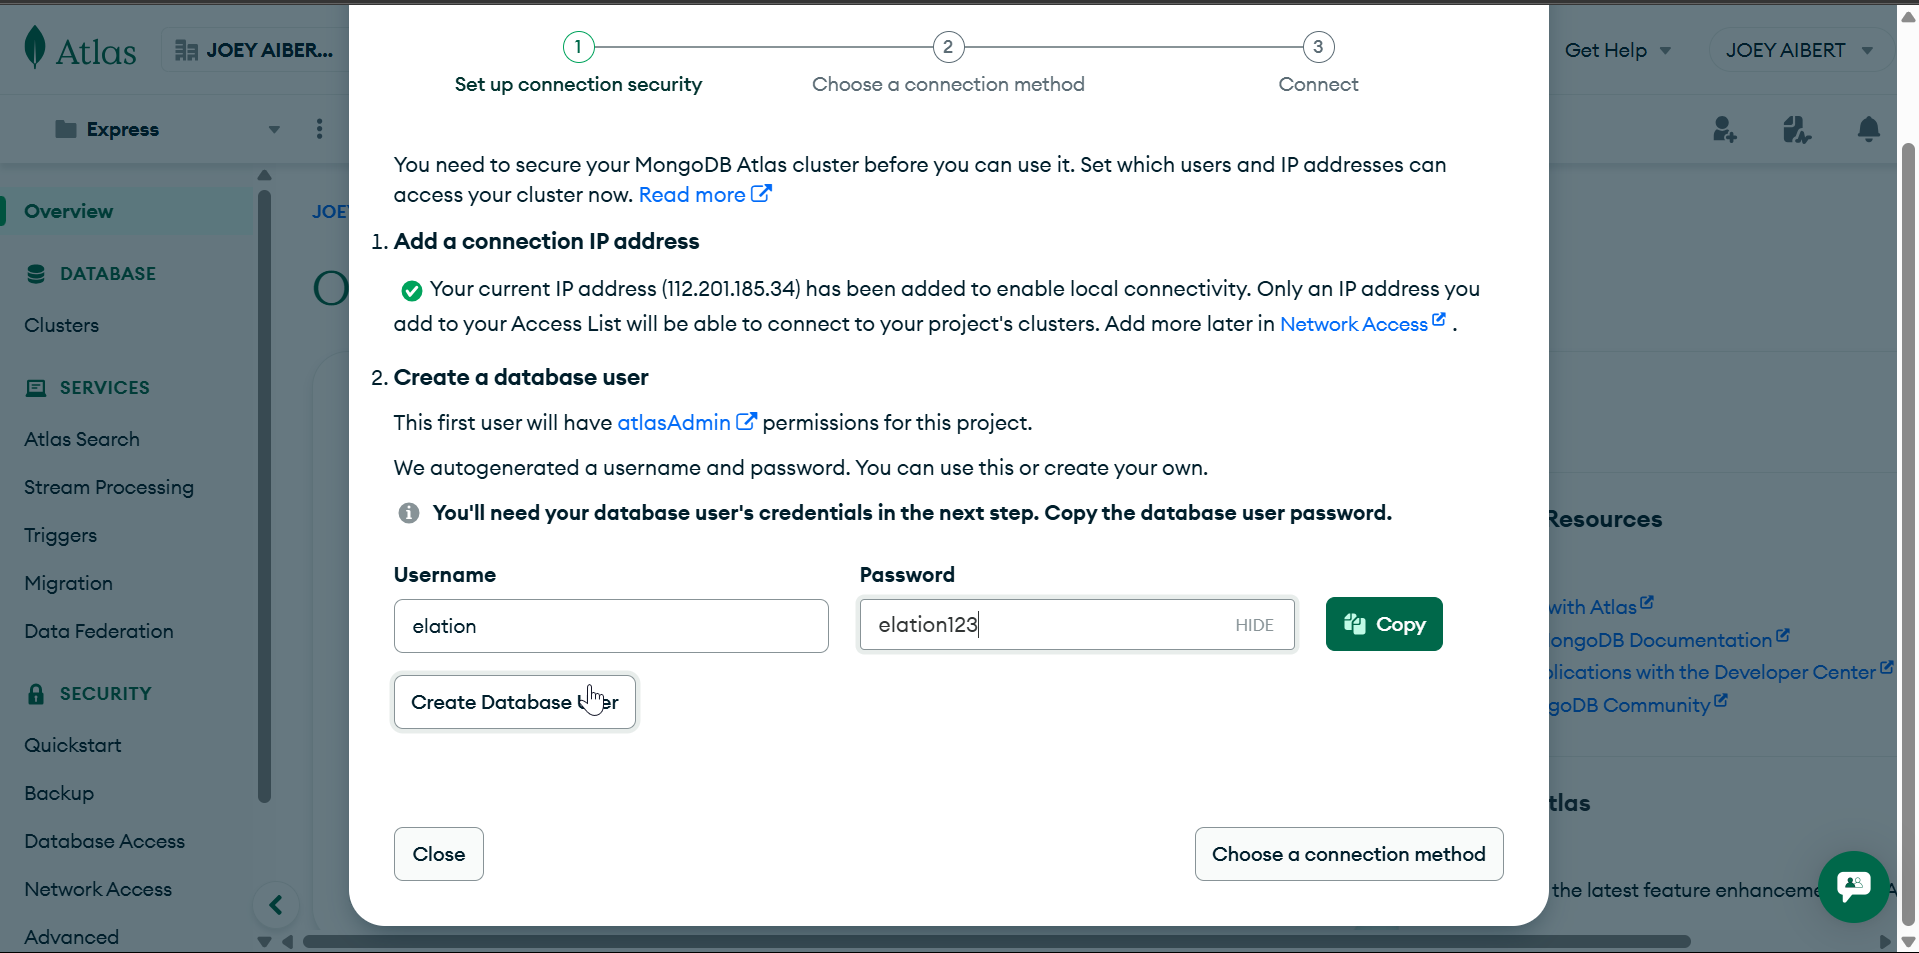 Atlas
JOEY AIBER...
Get Help
JOEY AIBERT
Express
1
2
3
Set up connection security
Choose a connection method
Connect
You need to secure your MongoDB Atlas cluster before you can use it. Set which users and IP addresses can
access your cluster now. Read more
1. Add a connection IP address
Your current IP address (112.201.185.34) has been added to enable local connectivity. Only an IP address you
add to your Access List will be able to connect to your project's clusters. Add more later in Network Access .
2. Create a database user
This first user will have atlasAdmin permissions for this project.
We autogenerated a username and password. You can use this or create your own.
You'll need your database user's credentials in the next step. Copy the database user password.
Username
Password
elation
elation123
HIDE
Copy
Create Database
Close
Choose a connection method
Overview
DATABASE
Clusters
SERVICES
Atlas Search
Stream Processing
Triggers
Migration
Data Federation
SECURITY
Quickstart
Backup
Database Access
Network Access
Advanced
Resources
with Atlas
Documentation
with the Developer Center
Community
the latest feature